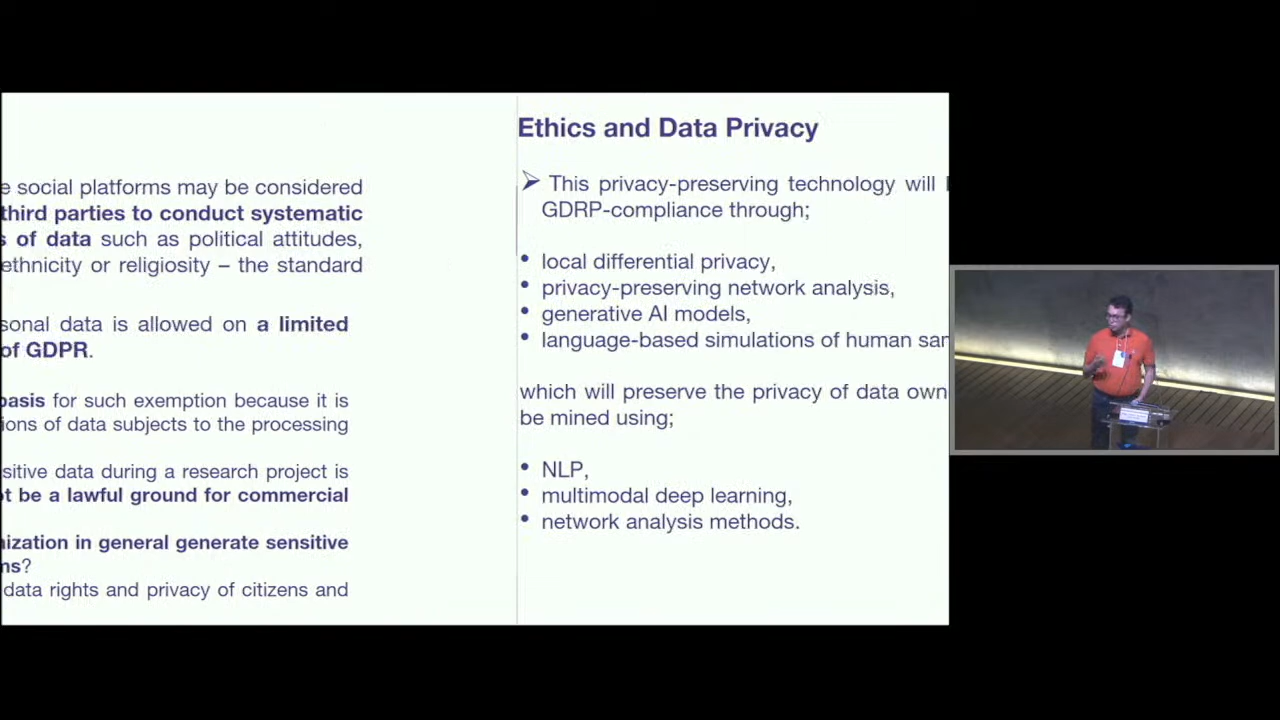 e social platforms may be considered
third parties to conduct systematic
s of data such as political attitudes,
ethnicity or religiosity – the standard
sonal data is allowed on a limited
of GDPR.
basis for such exemption because it is
ions of data subjects to the processing
sitive data during a research project is
t be a lawful ground for commercial
nization in general generate sensitive
ms?
data rights and privacy of citizens and
Ethics and Data Privacy
➢ This privacy-preserving technology will
GDRP-compliance through;
• local differential privacy,
• privacy-preserving network analysis,
• generative AI models,
• language-based simulations of human sam
which will preserve the privacy of data own
be mined using;
• NLP,
• multimodal deep learning,
• network analysis methods.